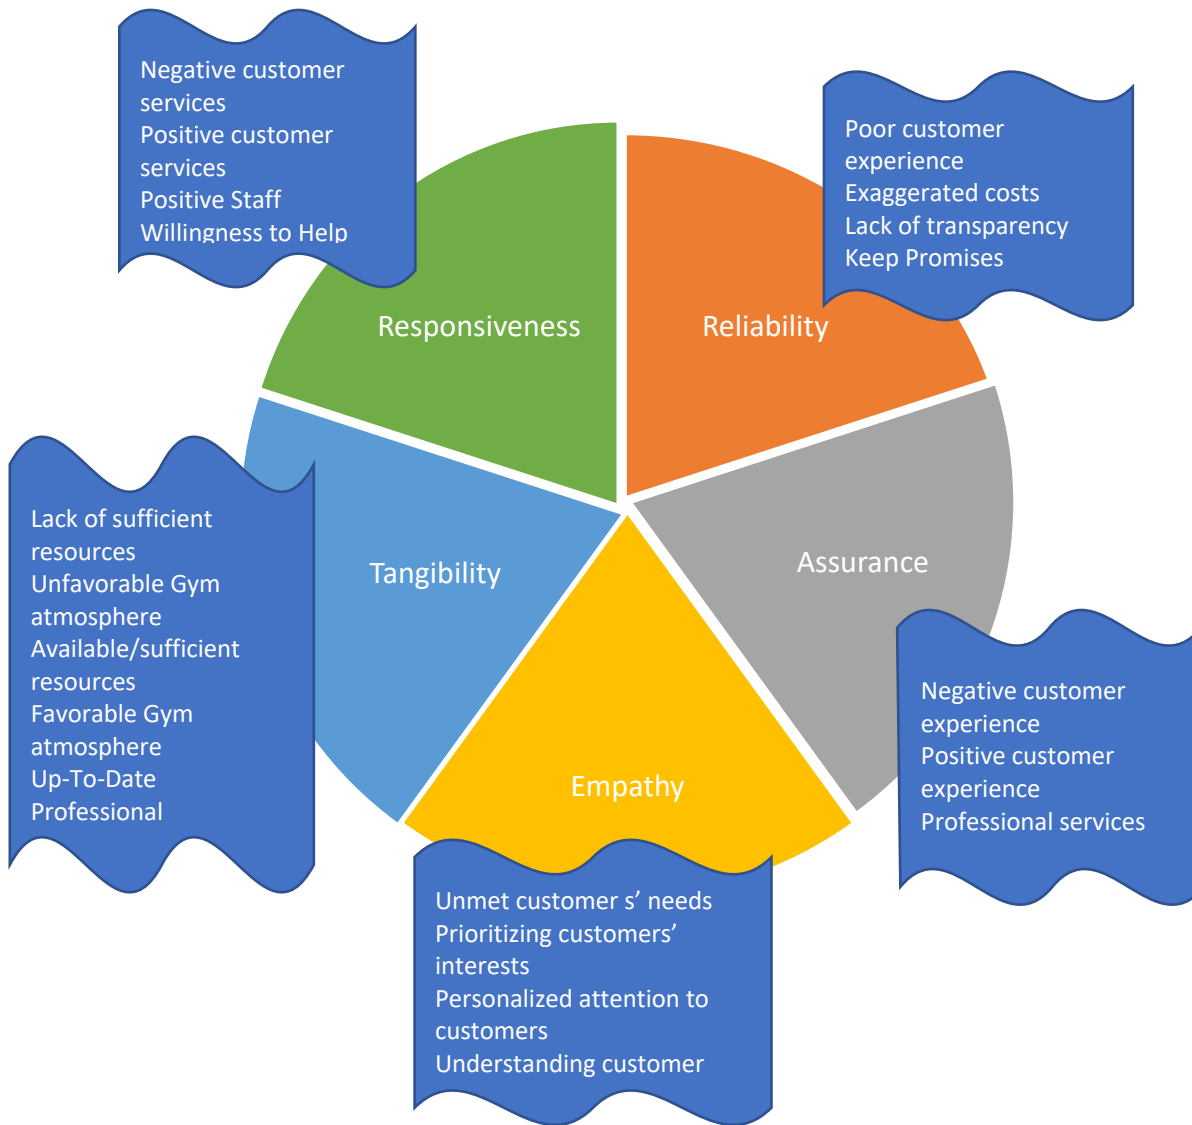 Negative customer
services
Positive customer
services
Positive Staff
Willingness to Help
Poor customer
experience
Exaggerated costs
Lack of transparency
Keep Promises
Responsiveness
Reliability
Lack of sufficient
resources
Unfavorable Gym
atmosphere
Available/sufficient
resources
Favorable Gym
atmosphere
Up-To-Date
Professional
Tangibility
Assurance
Negative customer
experience
Positive customer
experience
Professional services
Empathy
Unmet customer s’ needs
Prioritizing customers’
interests
Personalized attention to
customers
Understanding customer